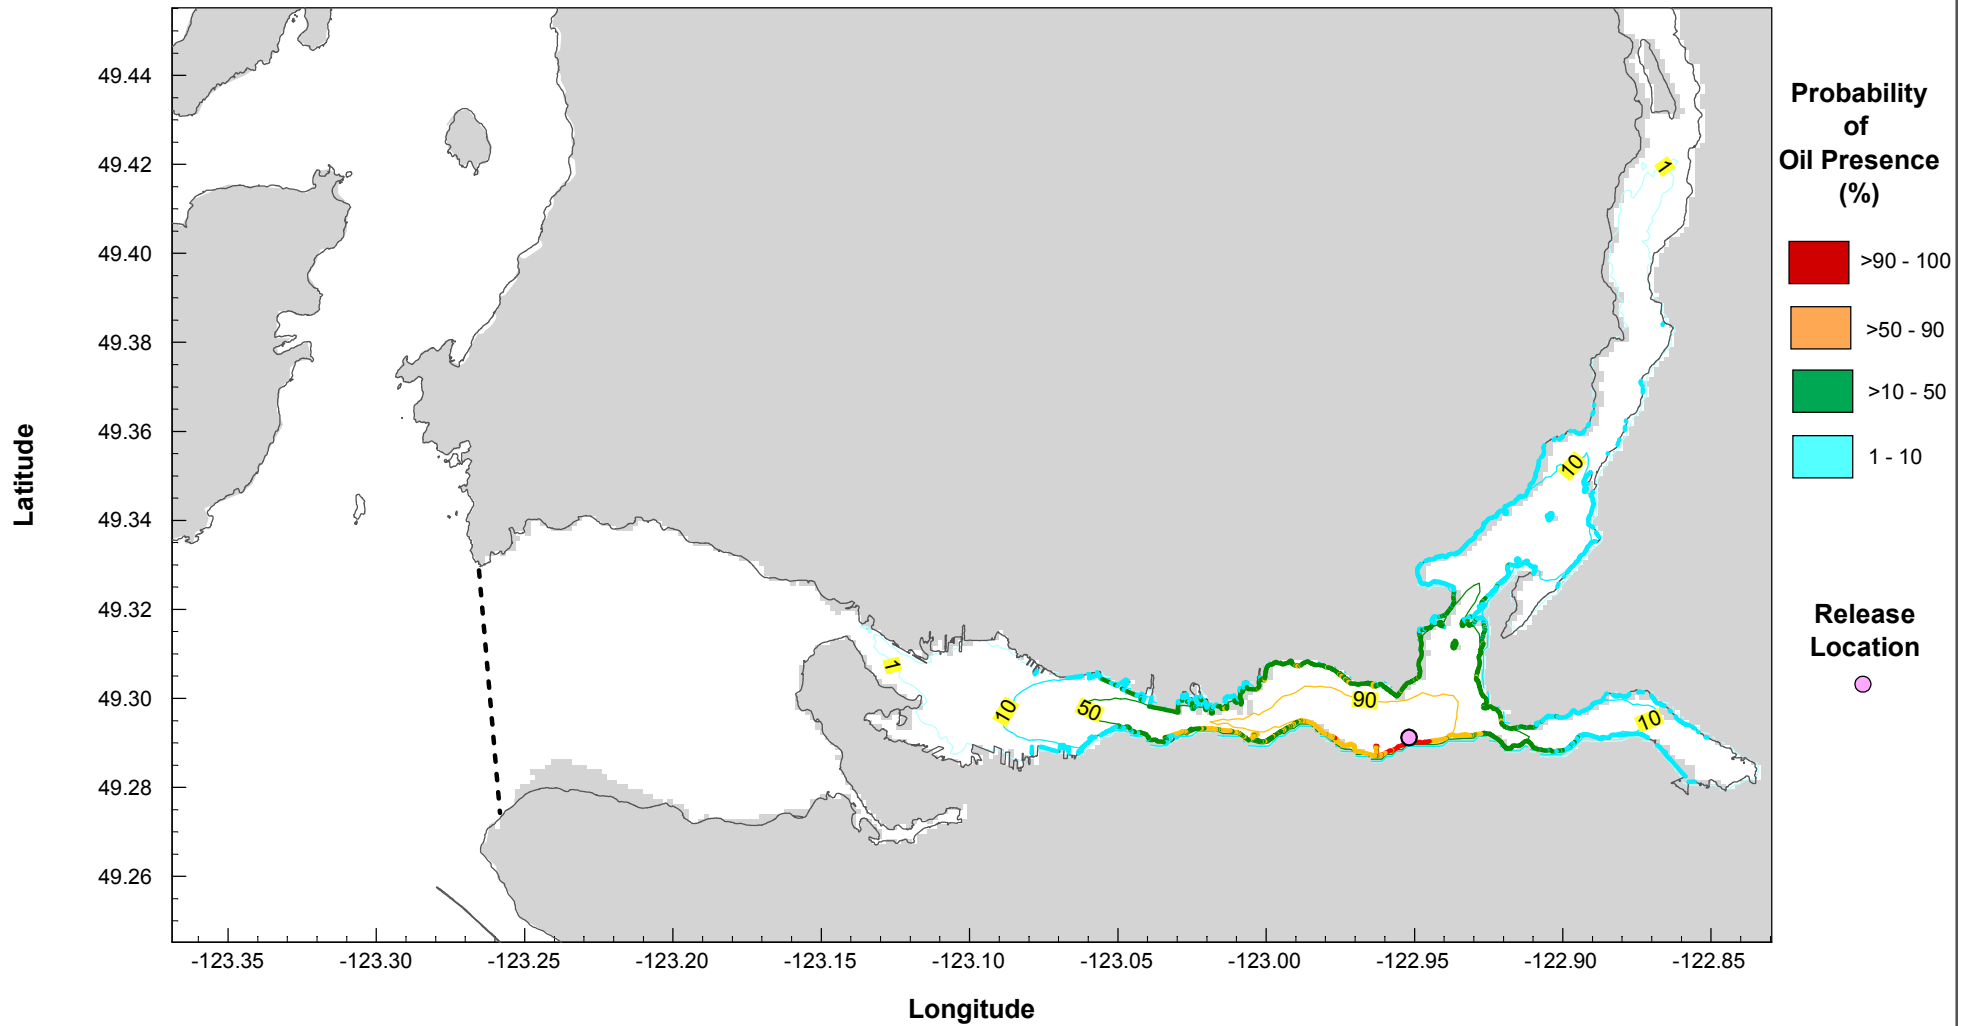 49.44
49.42
49.40
49.38
49.36
49.34
49.32
49.30
49.28
49.26
Latitude
-123.35
-123.30
-123.25
-123.20
-123.15
-123.10
-123.05
-123.00
-122.95
-122.90
-122.85
Longitude
1
10
1
10
50
90
10
Probability
of
Oil Presence
(%)
>90 - 100
>50 - 90
>10 - 50
1 - 10
Release
Location